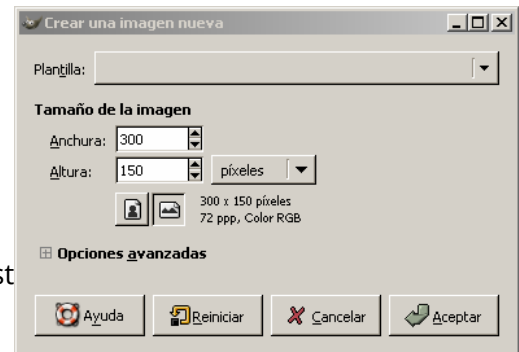 Crear una imagen nueva
Plantilla:
Tamaño de la imagen
Anchura: 300
Altura: 150 píxeles
300 x 150 píxeles
72 ppp, Color RGB
Opciones avanzadas
st
Ayuda Reiniciar Cancelar Aceptar